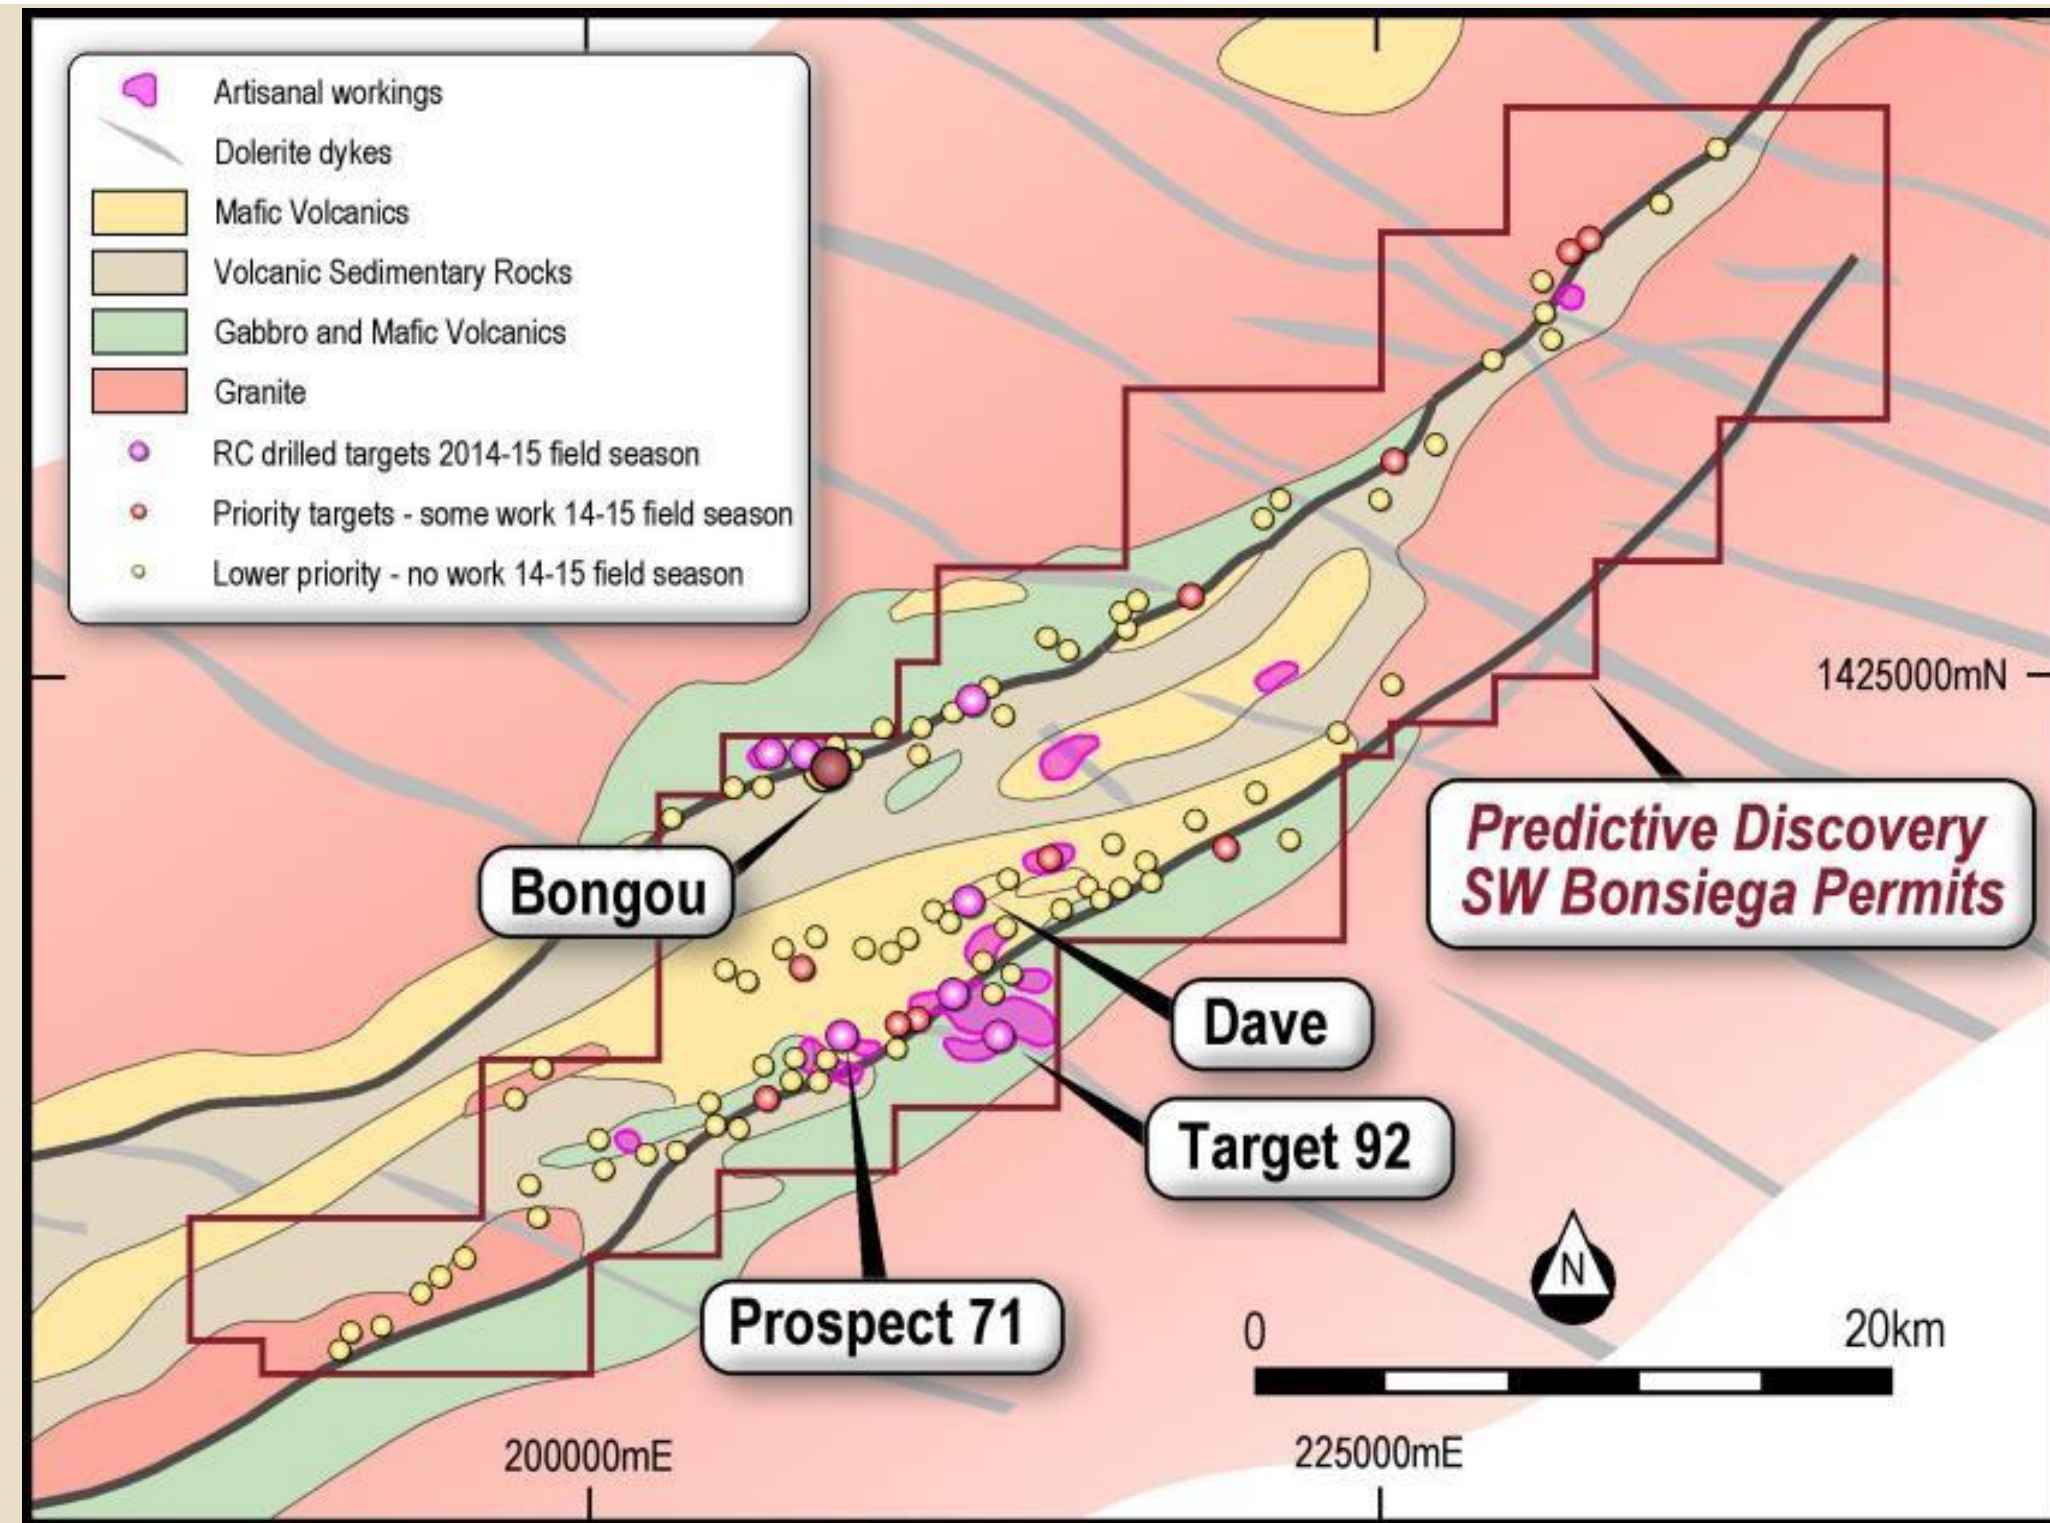 Artisanal workings
Dolerite dykes
Mafic Volcanics
Volcanic Sedimentary Rocks
Gabbro and Mafic Volcanics
Granite
RC drilled targets 2014-15 field season
Priority targets - some work 14-15 field season
Lower priority - no work 14-15 field season
1425000mN
Predictive Discovery
SW Bonsiega Permits
Bongou
Dave
Target 92
Prospect 71
N
0
20km
200000mE
225000mE